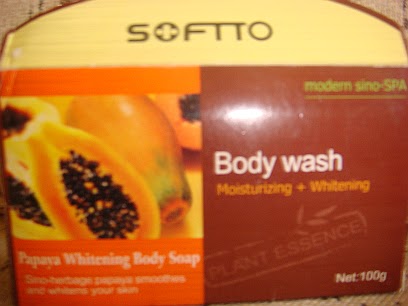 SOFTTO
modern sino-SPA
Body wash
Moisturizing + Whitening
Papaya Whitening Body Soap
Sino-herbage papaya smoothes
and whitens your skin
PLANT ESSENCE
Net:100g